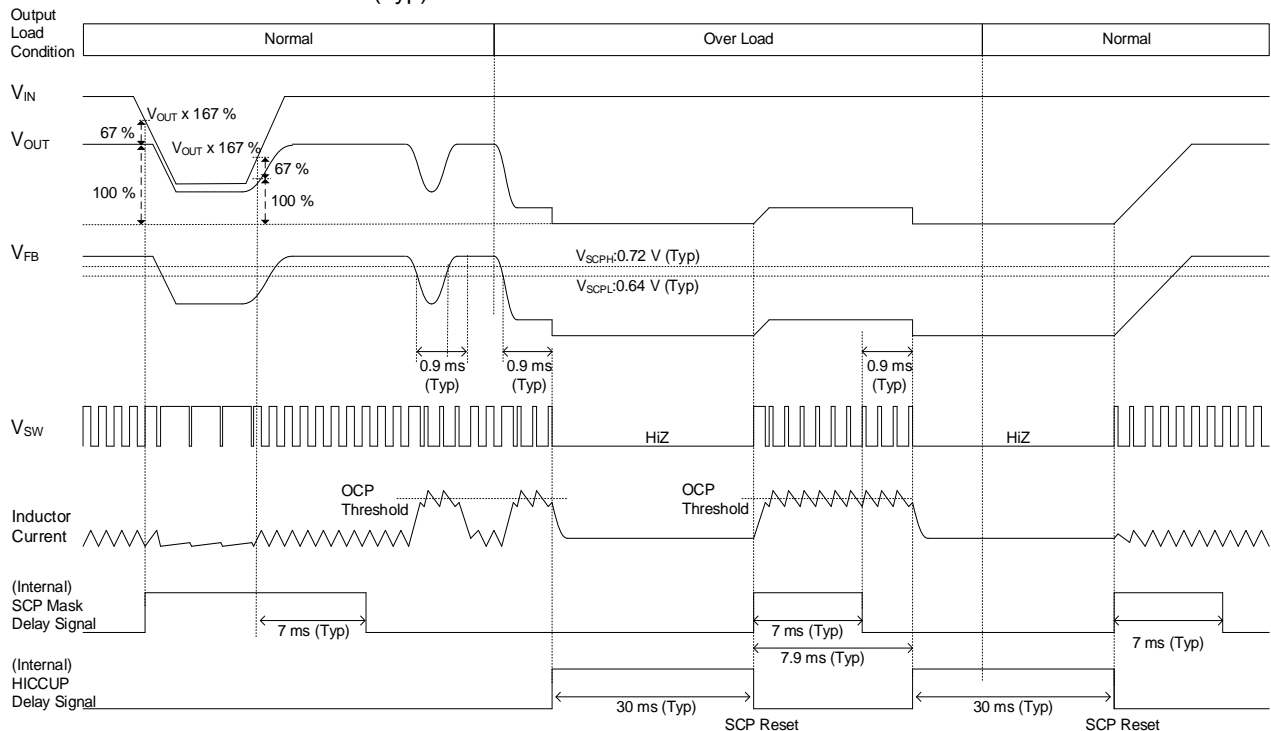 (Typ)
Output
Load
Condition
Normal
Over Load
Normal
VIN
VOUT x 167 %
67 %
VOUT
VOUT x 167 %
67 %
100 %
100 %
VFB
VSCPH:0.72 V (Typ)
VSCPL:0.64 V (Typ)
0.9 ms
(Typ)
0.9 ms
(Typ)
0.9 ms
(Typ)
VSW
HiZ
HiZ
OCP
Threshold
OCP
Threshold
Inductor
Current
(Internal)
SCP Mask
Delay Signal
7 ms (Typ)
7 ms (Typ)
7 ms (Typ)
7.9 ms (Typ)
(Internal)
HICCUP
Delay Signal
30 ms (Typ)
30 ms (Typ)
SCP Reset
SCP Reset